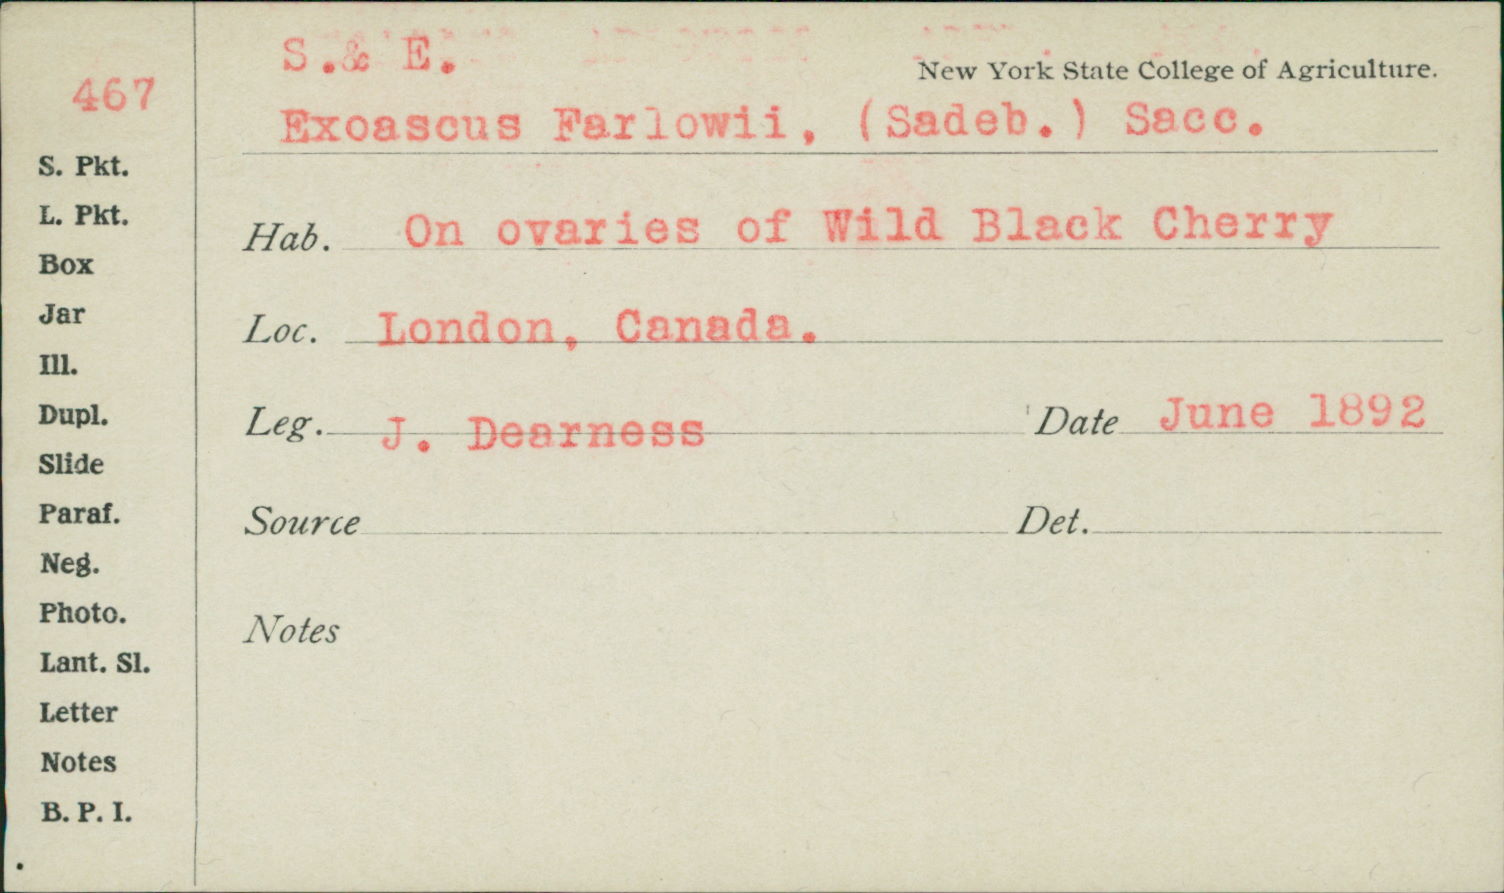 S.& E.
New York State College of Agriculture.
467
Exoascus Farlowii, (Sadeb.) Sacc.
S. Pkt.
L. Pkt.
Box
Jar
Ill.
Dupl.
Slide
Paraf.
Neg.
Photo.
Lant. Sl.
Letter
Notes
B. P. I.
Hab. On ovaries of Wild Black Cherry
Loc. London, Canada.
Leg. J. Dearness Date June 1892
Source Det.
Notes